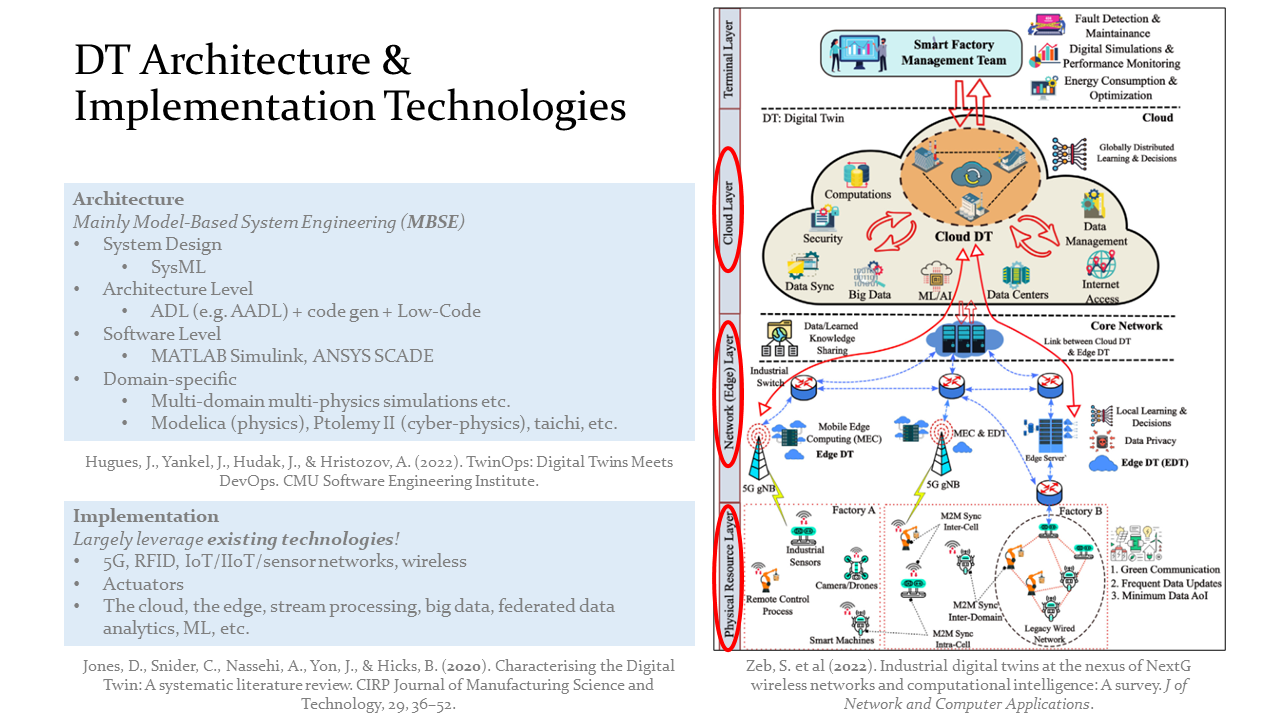 DT Architecture &
Implementation Technologies
Architecture
Mainly Model-Based System Engineering (MBSE)
• System Design
• SysML
• Architecture Level
• ADL (e.g. AADL) + code gen + Low-Code
• Software Level
• MATLAB Simulink, ANSYS SCADE
• Domain-specific
• Multi-domain multi-physics simulations etc.
• Modelica (physics), Ptolemy II (cyber-physics), taichi, etc.
Hugues, J., Yankel, J., Hudak, J., & Hristozov, A. (2022). TwinOps: Digital Twins Meets
DevOps. CMU Software Engineering Institute.
Implementation
Largely leverage existing technologies!
• 5G, RFID, IoT/IIoT/sensor networks, wireless
• Actuators
• The cloud, the edge, stream processing, big data, federated data
analytics, ML, etc.
Jones, D., Snider, C., Nassehi, A., Yon, J., & Hicks, B. (2020). Characterising the Digital
Twin: A systematic literature review. CIRP Journal of Manufacturing Science and
Technology, 29, 36–52.
Terminal Layer
Smart Factory
Management Team
Fault Detection &
Maintainance
Digital Simulations &
Performance Monitoring
Energy Consumption &
Optimization
Cloud Layer
DT: Digital Twin
Cloud
Globally Distributed
Learning & Decisions
Computations
Security
Cloud DT
Data
Management
Data Sync
Big Data
ML/AI
Data Centers
Internet
Access
Network (Edge) Layer
Data/Learned
Knowledge
Sharing
Core Network
Link between Cloud DT
& Edge DT
Industrial
Switch
Mobile Edge
Computing (MEC)
Edge DT
5G gNB
MEC & EDT
5G gNB
Edge Server
Local Learning &
Decisions
Data Privacy
Edge DT (EDT)
Physical Resource Layer
Factory A
Industrial
Sensors
Remote Control
Process
Camera/Drones
Smart Machines
Factory B
M2M Sync
Inter-Cell
M2M Sync
Inter-Domain
M2M Sync
Intra-Cell
Legacy Wired
Network
1. Green Communication
2. Frequent Data Updates
3. Minimum Data AoI
Zeb, S. et al (2022). Industrial digital twins at the nexus of NextG
wireless networks and computational intelligence: A survey. J of
Network and Computer Applications.